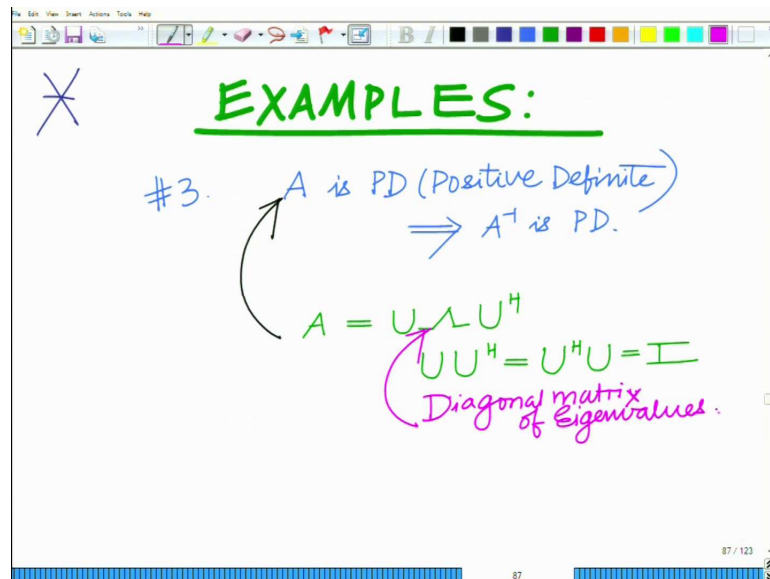 File Edit View Insert Actions Tools Help
EXAMPLES:
#3. A is PD (Positive Definite)
⇒ A⁻¹ is PD.
A = U Λ Uᴴ
UUᴴ = UᴴU = I
Diagonal matrix
of Eigenvalues.
87 / 123
87